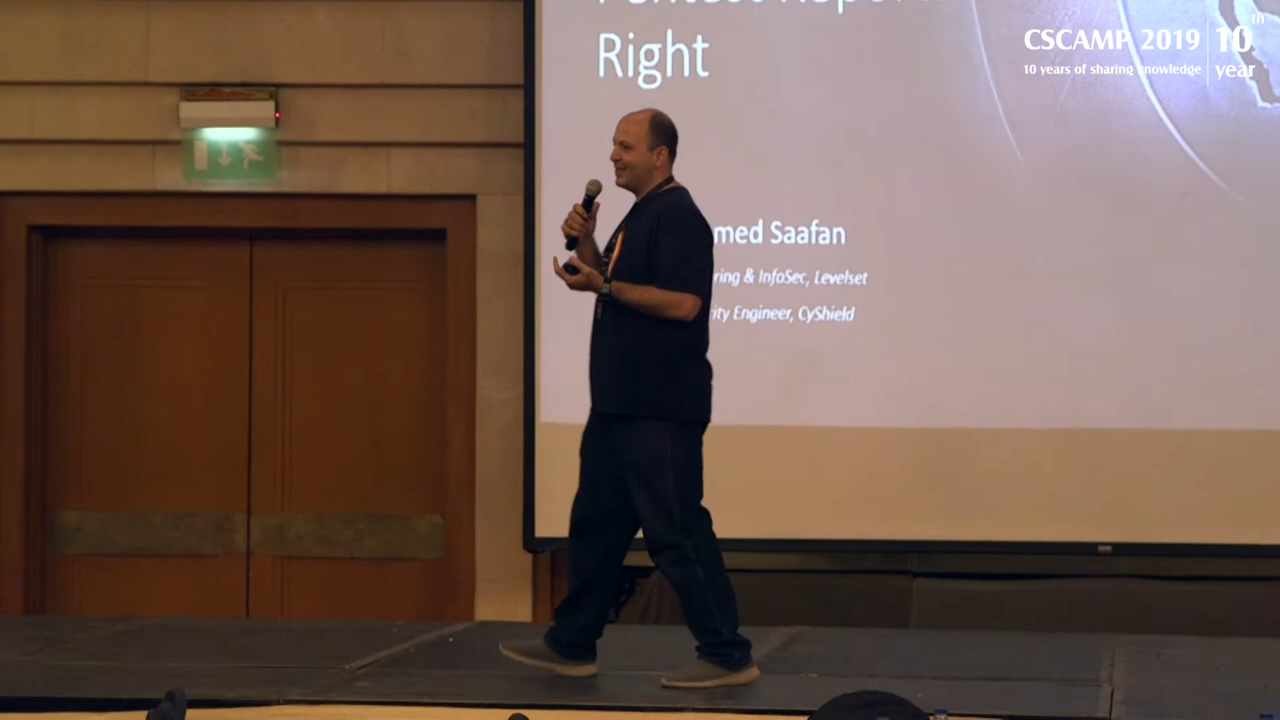 Right
CSCAMP 2019
10 years of sharing knowledge
10th
year
med Saafan
ring & InfoSec, Levelset
rity Engineer, CyShield